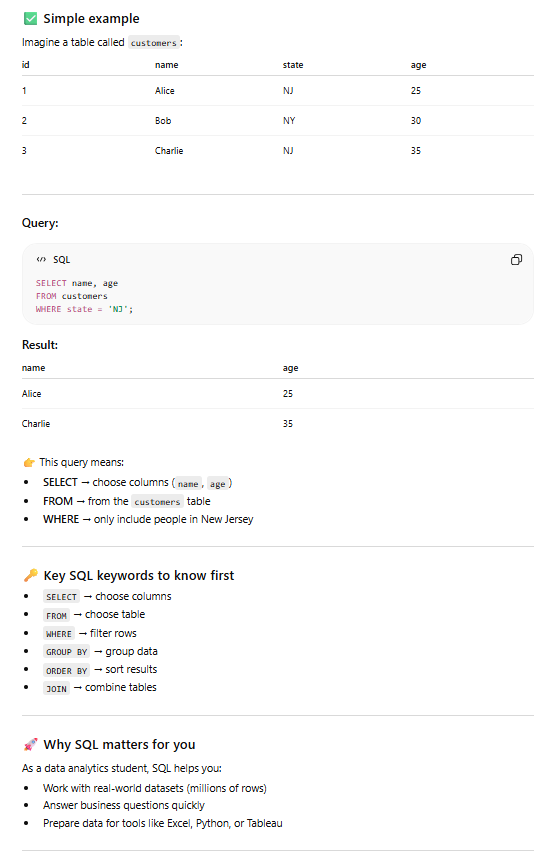 ✅ Simple example
Imagine a table called customers:
id name state age
1 Alice NJ 25
2 Bob NY 30
3 Charlie NJ 35
Query:
</> SQL
SELECT name, age
FROM customers
WHERE state = 'NJ';
Result:
name age
Alice 25
Charlie 35
👉 This query means:
• SELECT → choose columns (name, age)
• FROM → from the customers table
• WHERE → only include people in New Jersey
🔑 Key SQL keywords to know first
• SELECT → choose columns
• FROM → choose table
• WHERE → filter rows
• GROUP BY → group data
• ORDER BY → sort results
• JOIN → combine tables
🚀 Why SQL matters for you
As a data analytics student, SQL helps you:
• Work with real-world datasets (millions of rows)
• Answer business questions quickly
• Prepare data for tools like Excel, Python, or Tableau